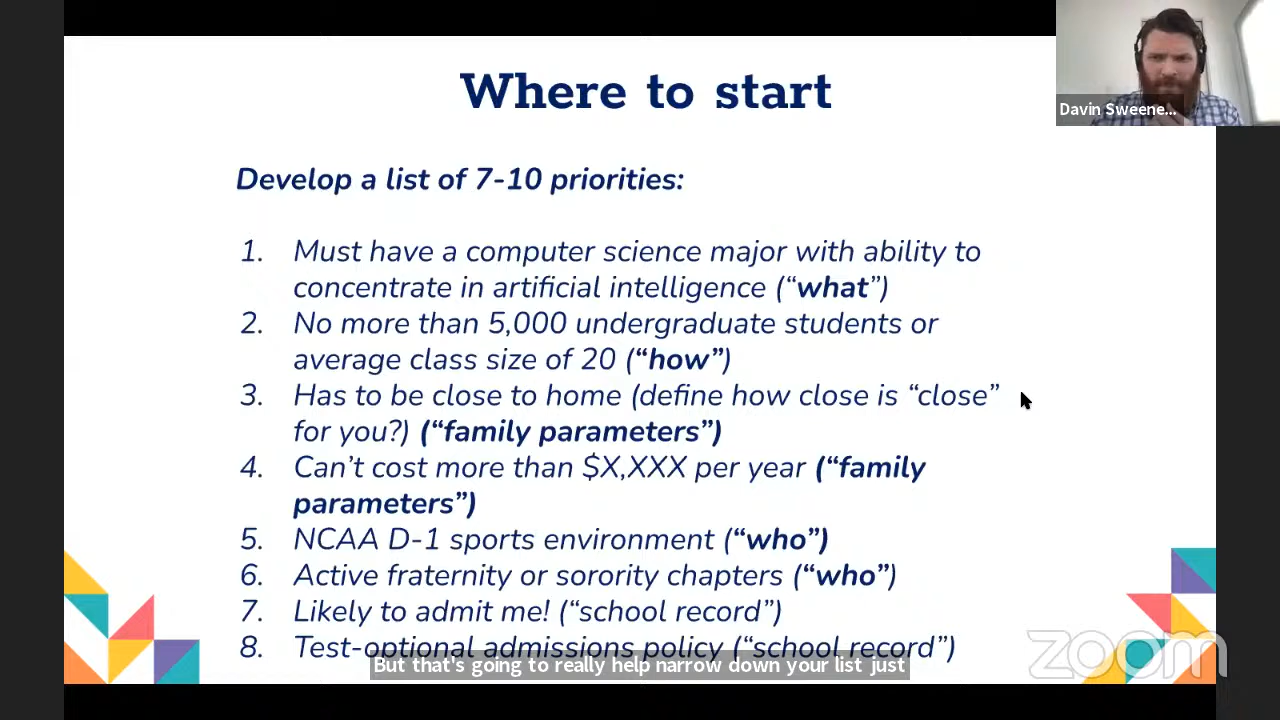 Where to start
Davin Sweene...
Develop a list of 7-10 priorities:
1. Must have a computer science major with ability to
concentrate in artificial intelligence (“what”)
2. No more than 5,000 undergraduate students or
average class size of 20 (“how”)
3. Has to be close to home (define how close is “close”
for you?) (“family parameters”)
4. Can’t cost more than $X,XXX per year (“family
parameters”)
5. NCAA D-1 sports environment (“who”)
6. Active fraternity or sorority chapters (“who”)
7. Likely to admit me! (“school record”)
8. Test-optional admissions policy (“school record”)
But that's going to really help narrow down your list just
zoom